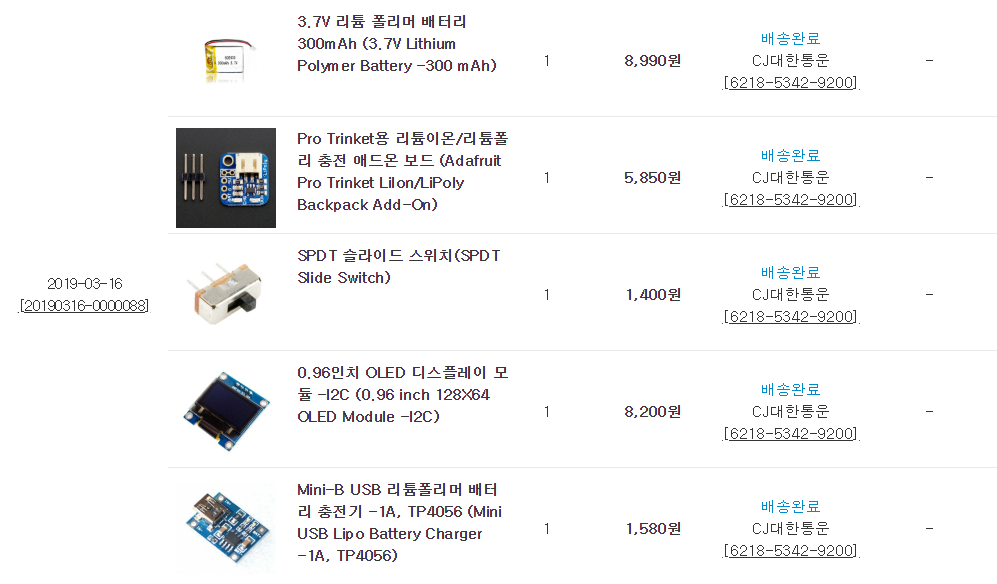 3.7V 리튬 폴리머 배터리
300mAh (3.7V Lithium
Polymer Battery -300 mAh)
1
8,990원
배송완료
CJ대한통운
[6218-5342-9200]
-
Pro Trinket용 리튬이온/리튬폴
리 충전 애드온 보드 (Adafruit
Pro Trinket LiIon/LiPoly
Backpack Add-On)
1
5,850원
배송완료
CJ대한통운
[6218-5342-9200]
-
2019-03-16
[20190316-0000088]
SPDT 슬라이드 스위치(SPDT
Slide Switch)
1
1,400원
배송완료
CJ대한통운
[6218-5342-9200]
-
0.96인치 OLED 디스플레이 모
듈 -I2C (0.96 inch 128X64
OLED Module -I2C)
1
8,200원
배송완료
CJ대한통운
[6218-5342-9200]
-
Mini-B USB 리튬폴리머 배터
리 충전기 -1A, TP4056 (Mini
USB Lipo Battery Charger
-1A, TP4056)
1
1,580원
배송완료
CJ대한통운
[6218-5342-9200]
-